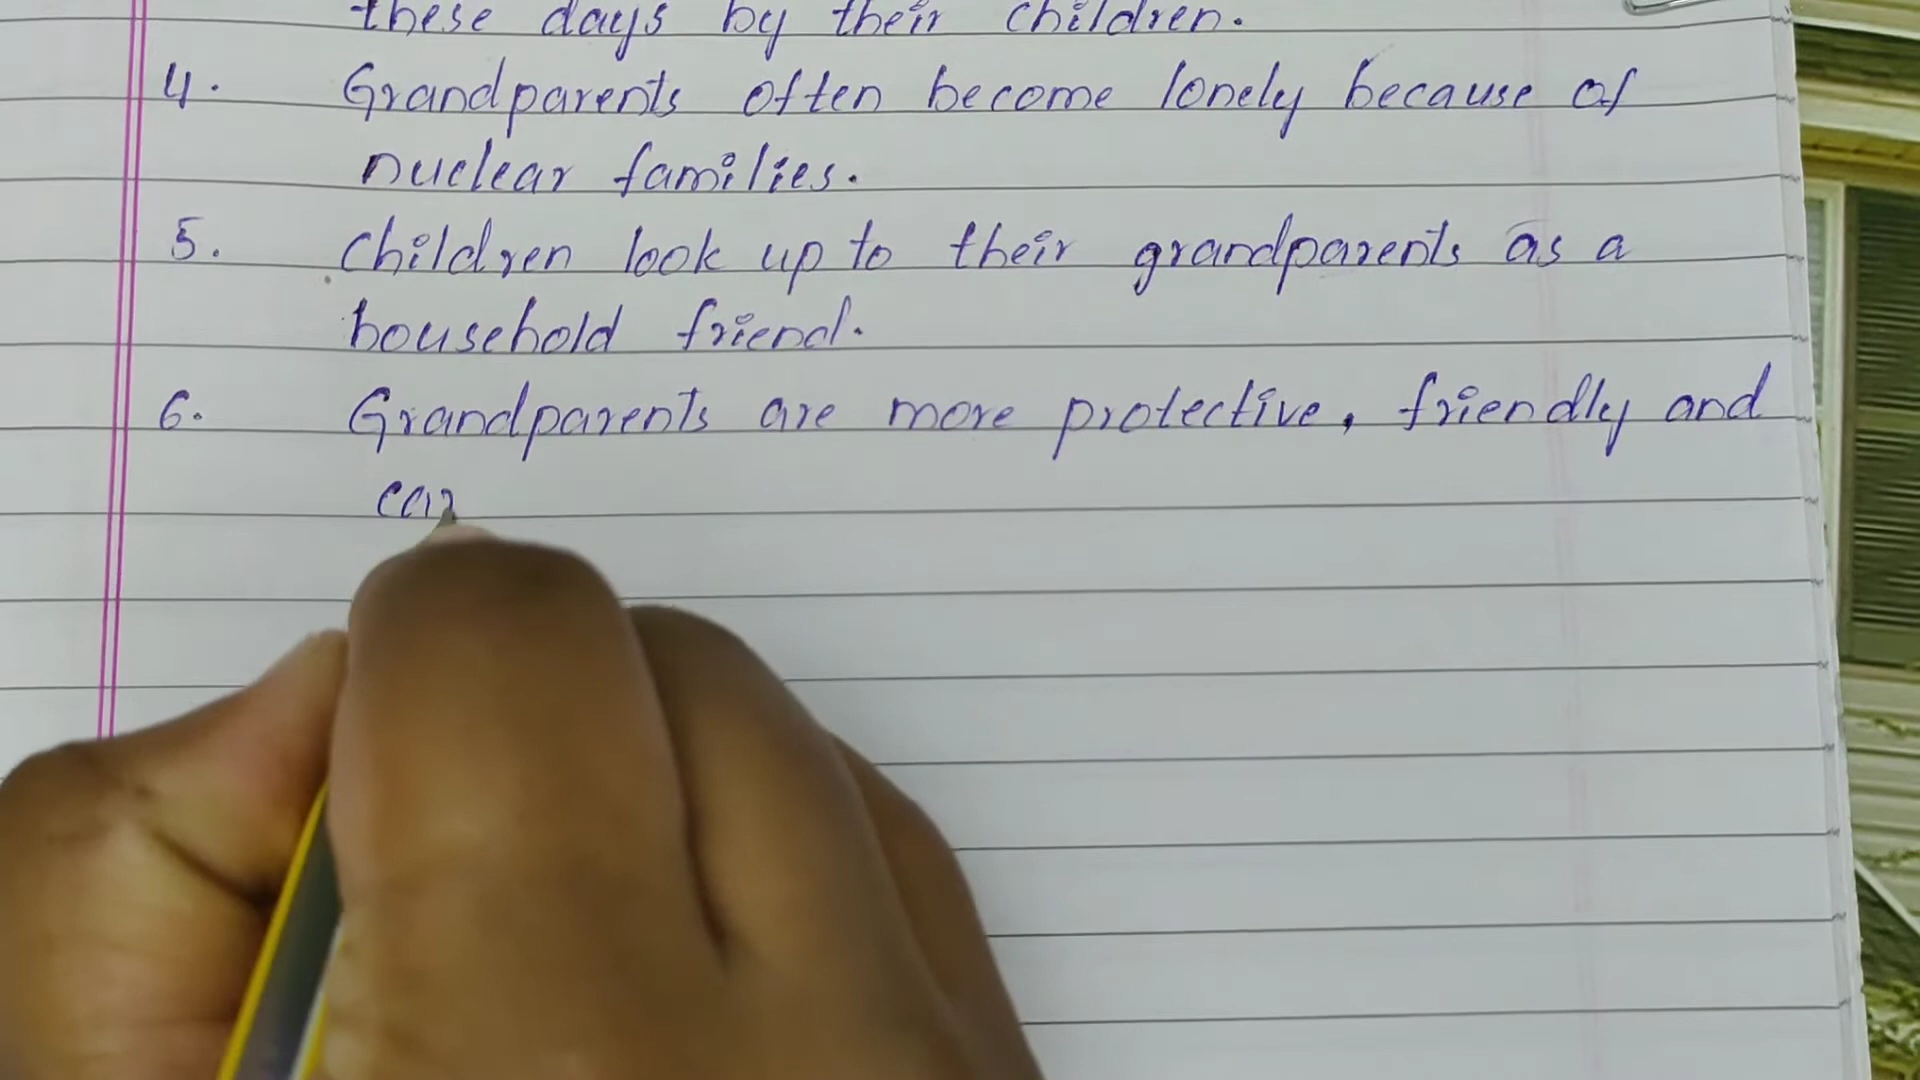 these days by their children.
4. Grandparents often become lonely because of
nuclear families.
5. Children look up to their grandparents as a
household friend.
6. Grandparents are more protective, friendly and
car